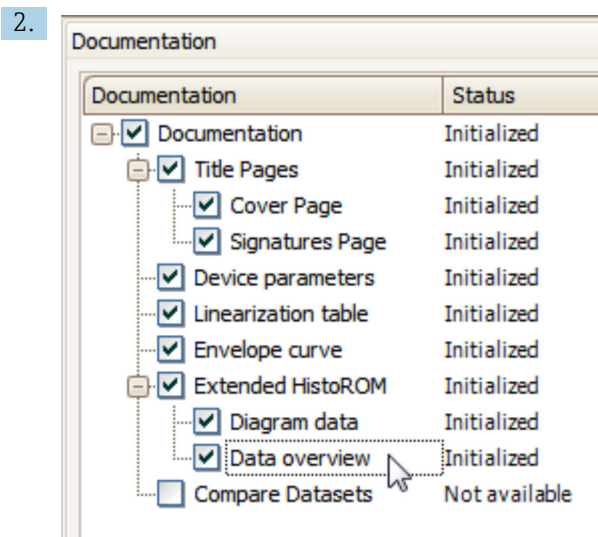 2.
Documentation
Documentation Status
Documentation Initialized
Title Pages Initialized
Cover Page Initialized
Signatures Page Initialized
Device parameters Initialized
Linearization table Initialized
Envelope curve Initialized
Extended HistoROM Initialized
Diagram data Initialized
Data overview Initialized
Compare Datasets Not available